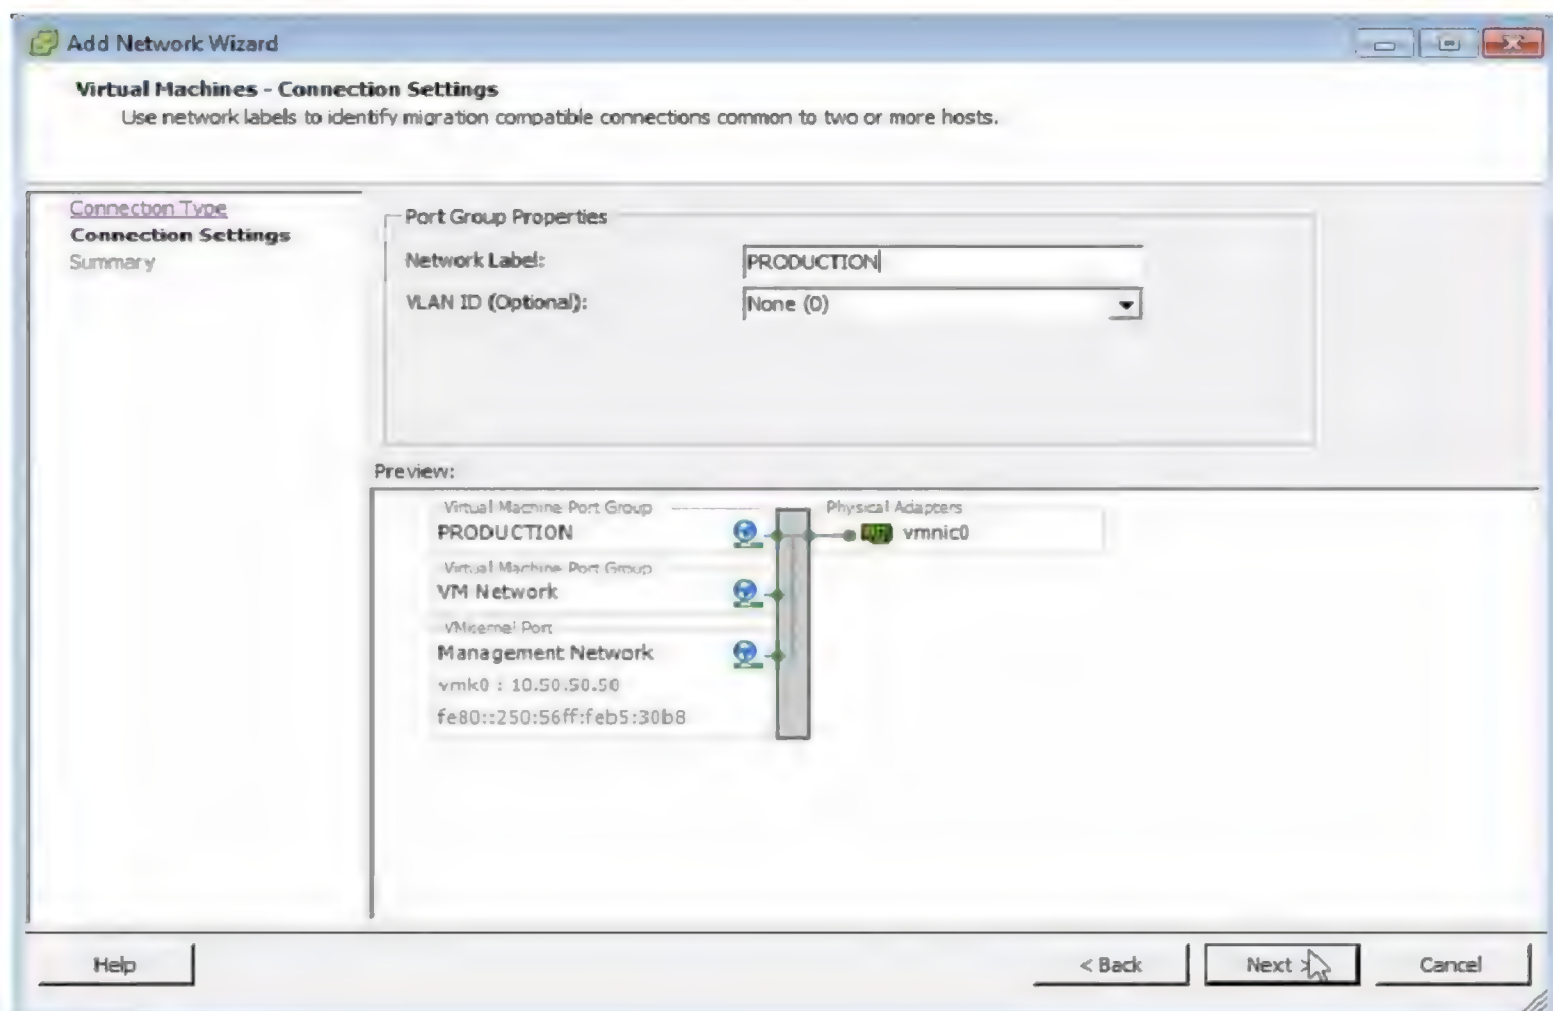 Add Network Wizard
Virtual Machines - Connection Settings
Use network labels to identify migration compatible connections common to two or more hosts.
Connection Type
Connection Settings
Summary
Port Group Properties
Network Label:
PRODUCTION
VLAN ID (Optional):
None (0)
Preview:
Virtual Machine Port Group
PRODUCTION
Physical Adapters
vmnic0
Virtual Machine Port Group
VM Network
VMkernel Port
Management Network
vmk0 : 10.50.50.50
fe80::250:56ff:feb5:30b8
Help
< Back
Next >
Cancel